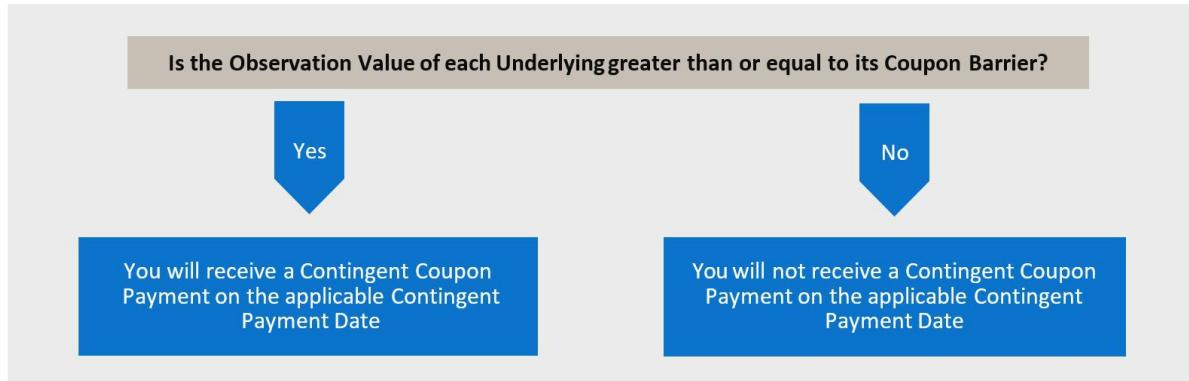 Is the Observation Value of each Underlying greater than or equal to its Coupon Barrier?
Yes
No
You will receive a Contingent Coupon
Payment on the applicable Contingent
Payment Date
You will not receive a Contingent Coupon
Payment on the applicable Contingent
Payment Date